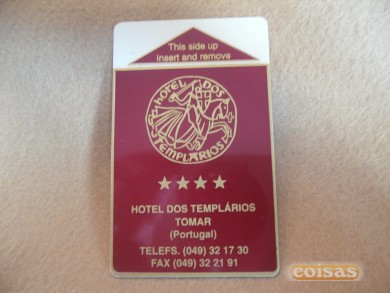 This side up
insert and remove
HOTEL DOS TEMPLÁRIOS
★★★★
HOTEL DOS TEMPLÁRIOS
TOMAR
(Portugal)
TELEFS. (049) 32 17 30
FAX (049) 32 21 91
coisas